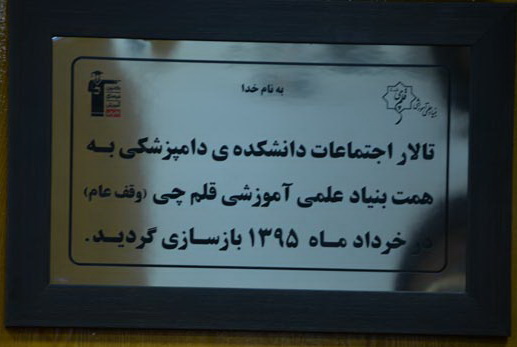 به نام خدا
تالار اجتماعات دانشکده ی دامپزشکی به
همت بنیاد علمی آموزشی قلم چی (وقف عام)
در خرداد ماه ۱۳۹۵ بازسازی گردید.